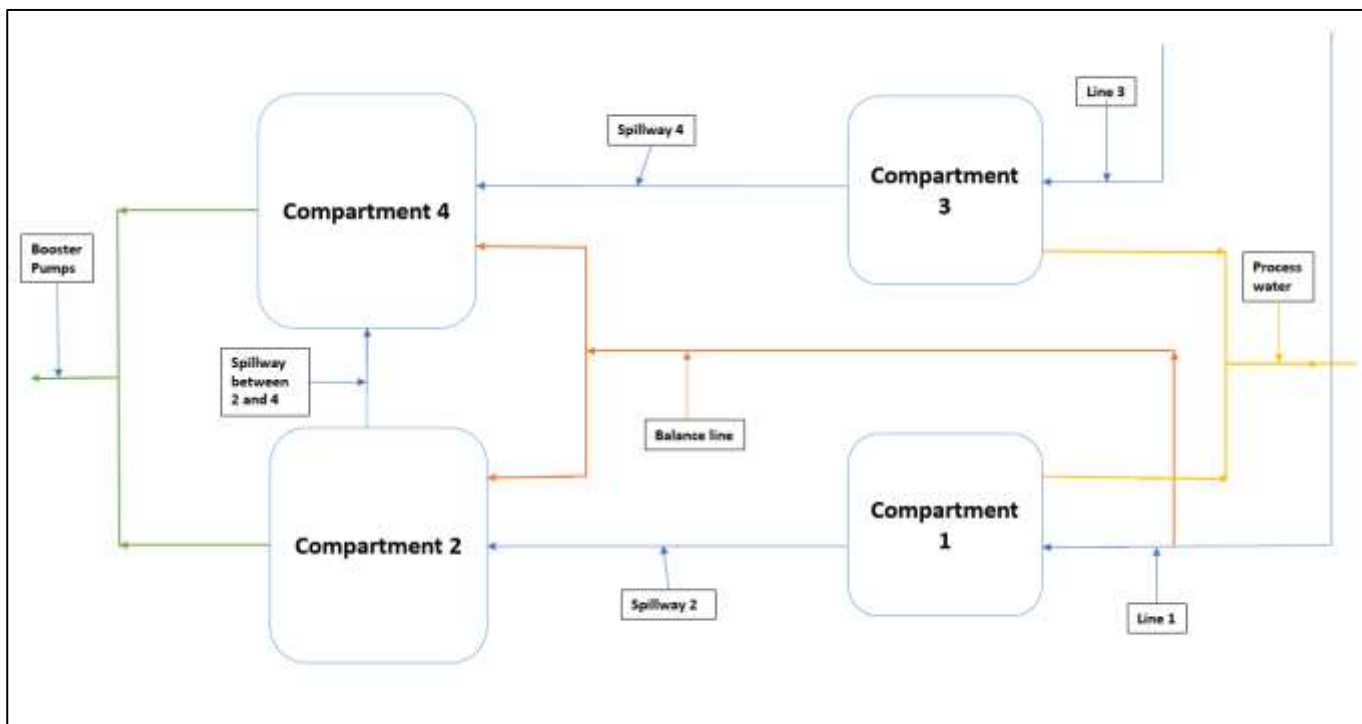 Line 3
Spillway 4
Compartment
3
Compartment 4
Booster
Pumps
Process
water
Spillway
between
2 and 4
Balance line
Compartment
1
Compartment 2
Spillway 2
Line 1